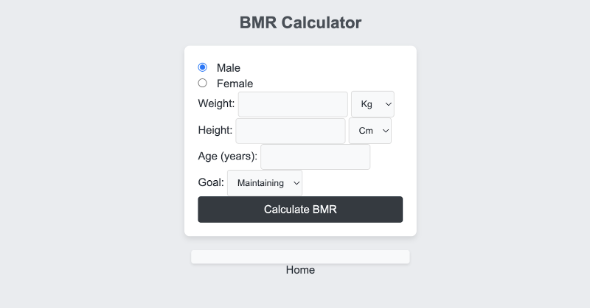 BMR Calculator
Male
Female
Weight: Kg
Height: Cm
Age (years):
Goal: Maintaining
Calculate BMR
Home